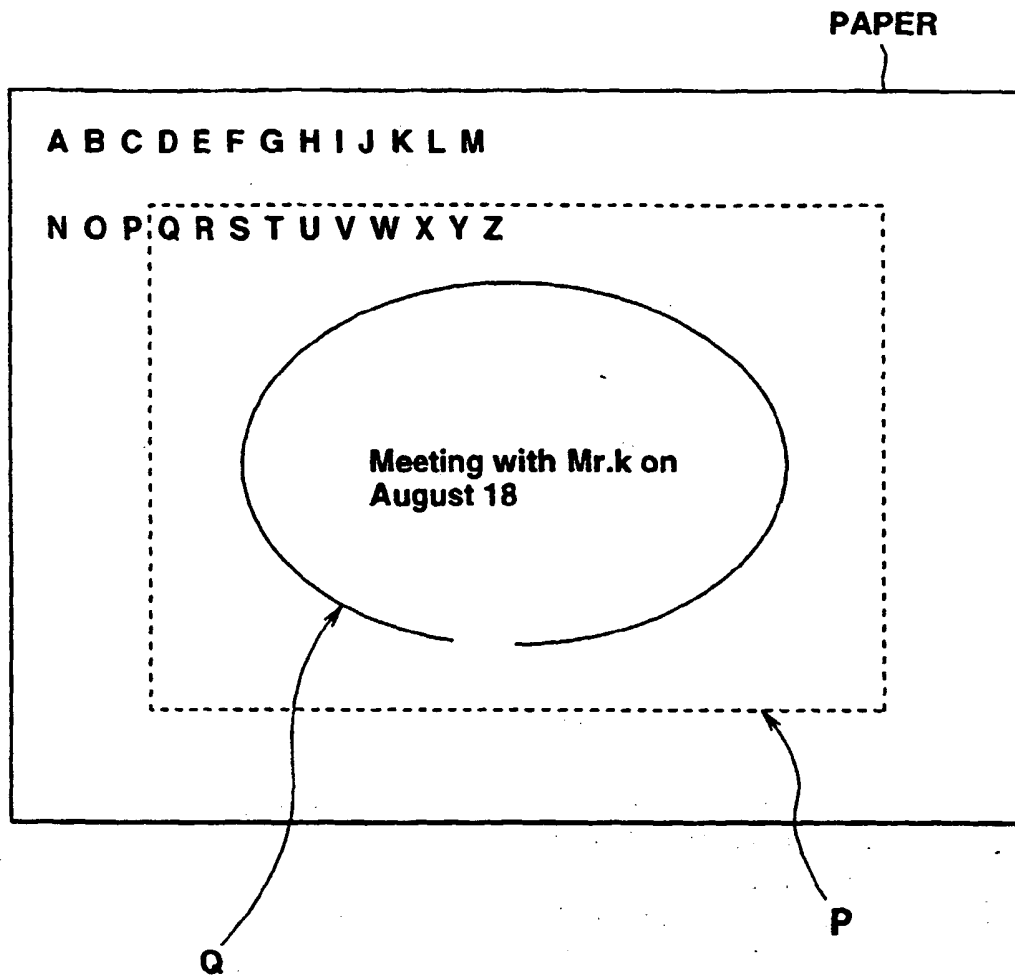 PAPER
A B C D E F G H I J K L M
N O P Q R S T U V W X Y Z
Meeting with Mr.k on
August 18
Q
P